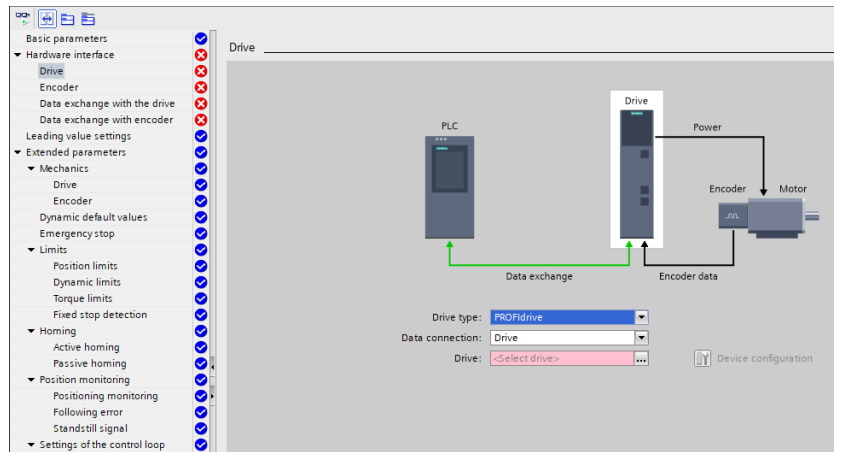 Basic parameters
Hardware interface
Drive
Encoder
Data exchange with the drive
Data exchange with encoder
Leading value settings
Extended parameters
Mechanics
Drive
Encoder
Dynamic default values
Emergency stop
Limits
Position limits
Dynamic limits
Torque limits
Fixed stop detection
Homing
Active homing
Passive homing
Position monitoring
Positioning monitoring
Following error
Standstill signal
Settings of the control loop
Drive
Drive
PLC
Power
Encoder Motor
Data exchange
Encoder data
Drive type: PROFIdrive
Data connection: Drive
Drive: <Select drive> ...
Device configuration